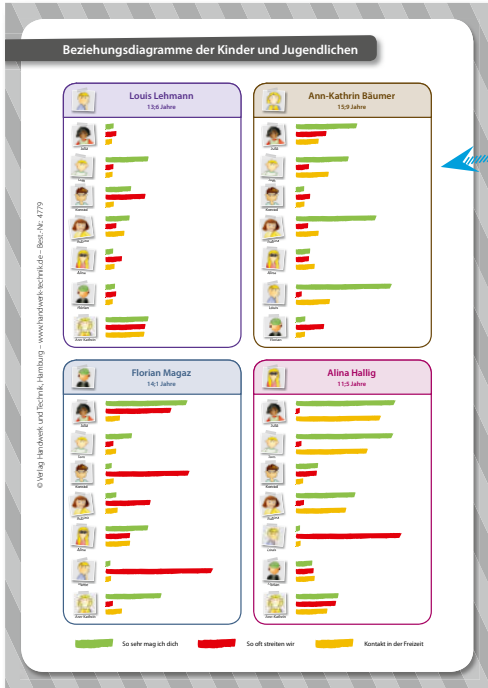 Beziehungsdiagramme der Kinder und Jugendlichen
Louis Lehmann
13;6 Jahre
Julia
Konrad
Alina
Florian
Ann-Kathrin
Ann-Kathrin Bäumer
15;9 Jahre
Julia
Konrad
Alina
Louis
Florian
Florian Magaz
14;1 Jahre
Julia
Konrad
Alina
Ann-Kathrin
Alina Hallig
11;5 Jahre
Julia
Konrad
Louis
Florian
Ann-Kathrin
So sehr mag ich dich
So oft streiten wir
Kontakt in der Freizeit
© Verlag Handwerk und Technik, Hamburg – www.handwerk-technik.de – Best.-Nr. 4779